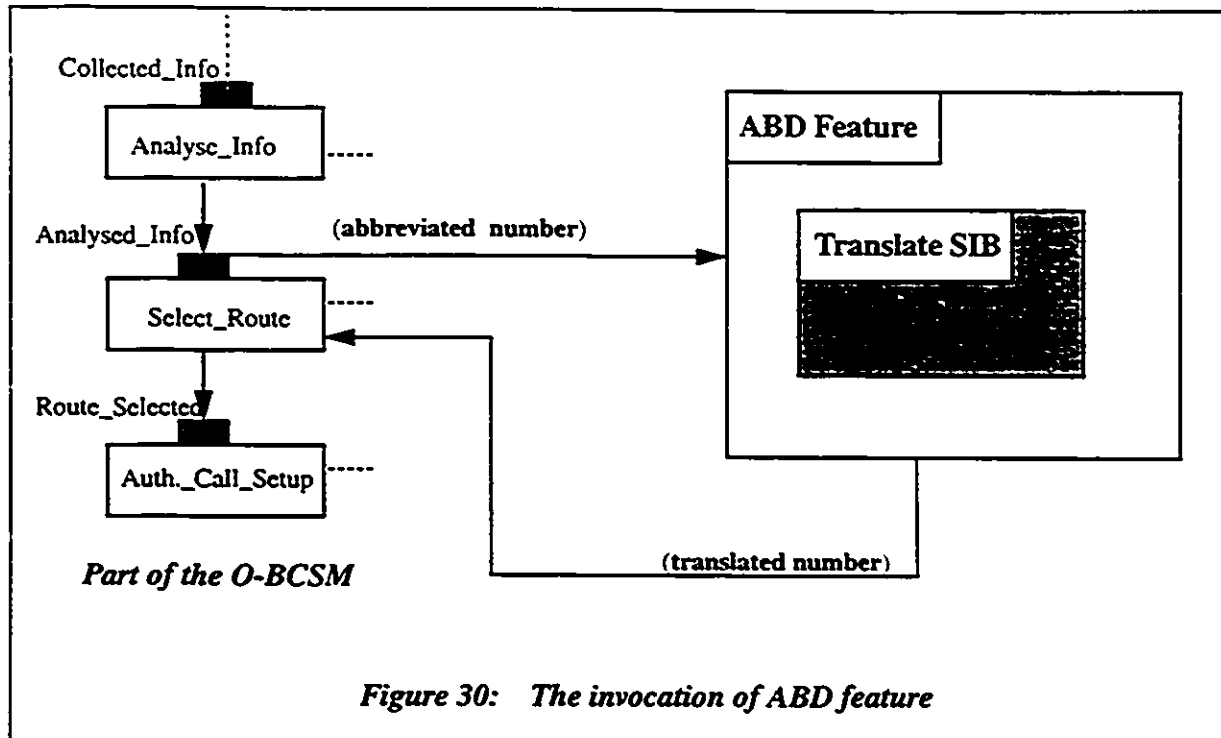 Collected_Info
Analyse_Info
Analysed_Info
(abbreviated number)
Select_Route
Route_Selected
Auth._Call_Setup
Part of the O-BCSM
ABD Feature
Translate SIB
(translated number)
Figure 30: The invocation of ABD feature